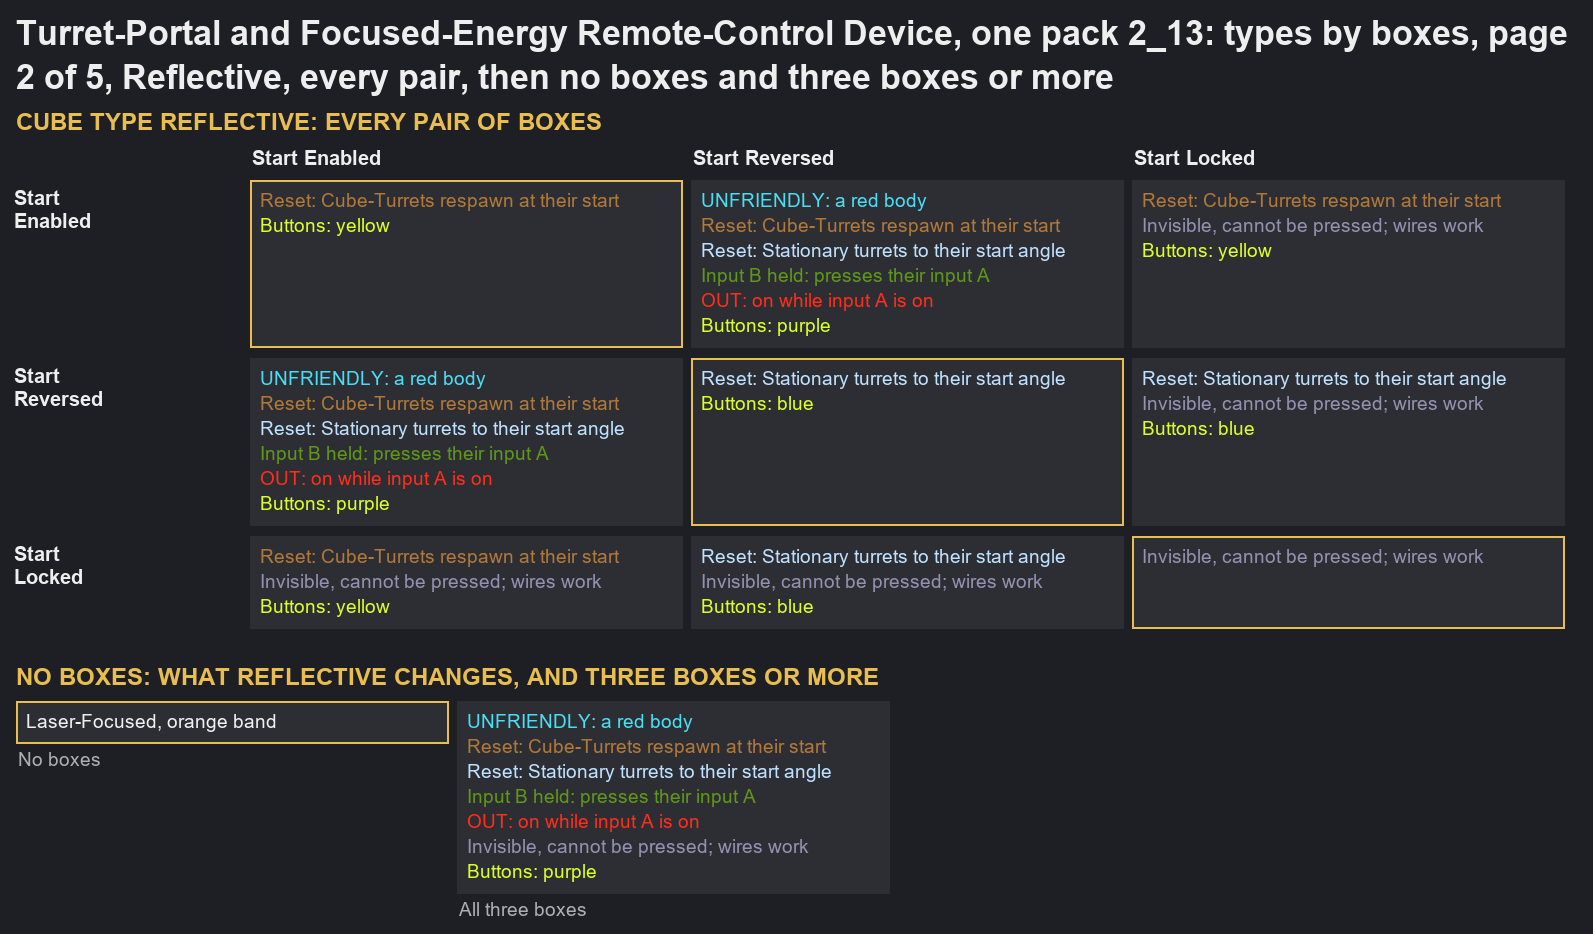 Turret-Portal and Focused-Energy Remote-Control Device, one pack 2_13: types by boxes, page
2 of 5, Reflective, every pair, then no boxes and three boxes or more
CUBE TYPE REFLECTIVE: EVERY PAIR OF BOXES
Start Enabled
Start Reversed
Start Locked
Start
Enabled
Reset: Cube-Turrets respawn at their start
Buttons: yellow
UNFRIENDLY: a red body
Reset: Cube-Turrets respawn at their start
Reset: Stationary turrets to their start angle
Input B held: presses their input A
OUT: on while input A is on
Buttons: purple
Reset: Cube-Turrets respawn at their start
Invisible, cannot be pressed; wires work
Buttons: yellow
Start
Reversed
UNFRIENDLY: a red body
Reset: Cube-Turrets respawn at their start
Reset: Stationary turrets to their start angle
Input B held: presses their input A
OUT: on while input A is on
Buttons: purple
Reset: Stationary turrets to their start angle
Buttons: blue
Reset: Stationary turrets to their start angle
Invisible, cannot be pressed; wires work
Buttons: blue
Start
Locked
Reset: Cube-Turrets respawn at their start
Invisible, cannot be pressed; wires work
Buttons: yellow
Reset: Stationary turrets to their start angle
Invisible, cannot be pressed; wires work
Buttons: blue
Invisible, cannot be pressed; wires work
NO BOXES: WHAT REFLECTIVE CHANGES, AND THREE BOXES OR MORE
Laser-Focused, orange band
No boxes
UNFRIENDLY: a red body
Reset: Cube-Turrets respawn at their start
Reset: Stationary turrets to their start angle
Input B held: presses their input A
OUT: on while input A is on
Invisible, cannot be pressed; wires work
Buttons: purple
All three boxes